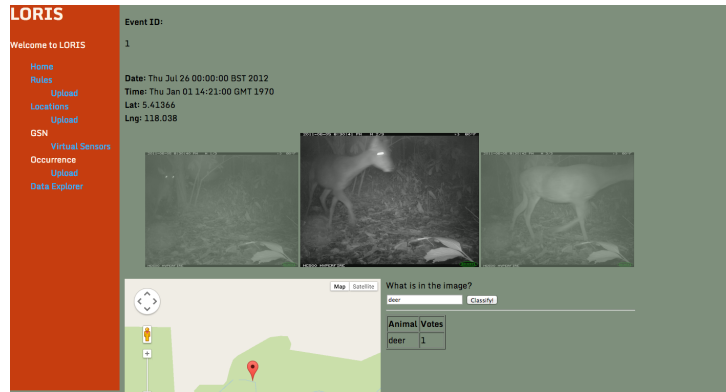 LORIS
Welcome to LORIS
Home
Rules
Upload
Locations
Upload
GSN
Virtual Sensors
Occurrence
Upload
Data Explorer
Event ID:
1
Date: Thu Jul 26 00:00:00 BST 2012
Time: Thu Jan 01 14:21:00 GMT 1970
Lat: 5.41366
Lng: 118.038
HC600 HYPERFIRE
Map Satellite
What is in the image?
deer Classify!
Animal Votes
deer 1